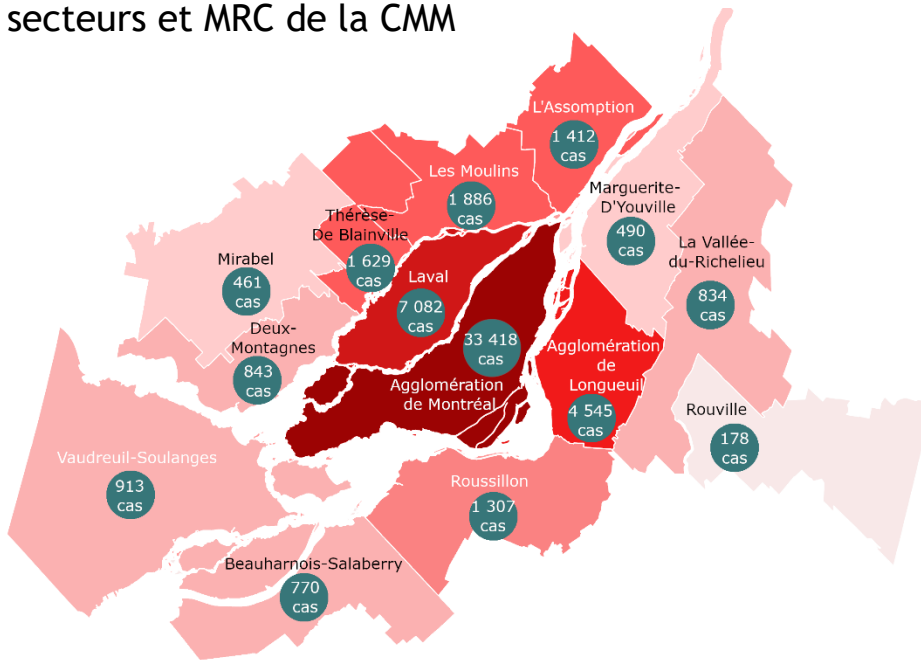 secteurs et MRC de la CMM
L'Assomption
1 412
cas
Les Moulins
1 886
cas
Marguerite-
D'Youville
490
cas
Thérèse-
De Blainville
1 629
cas
La Vallée-
du-Richelieu
834
cas
Mirabel
461
cas
Laval
7 082
cas
Deux-
Montagnes
843
cas
33 418
cas
Agglomération
de Montréal
Agglomération
de
Longueuil
4 545
cas
Rouville
178
cas
Vaudreuil-Soulanges
913
cas
Roussillon
1 307
cas
Beauharnois-Salaberry
770
cas